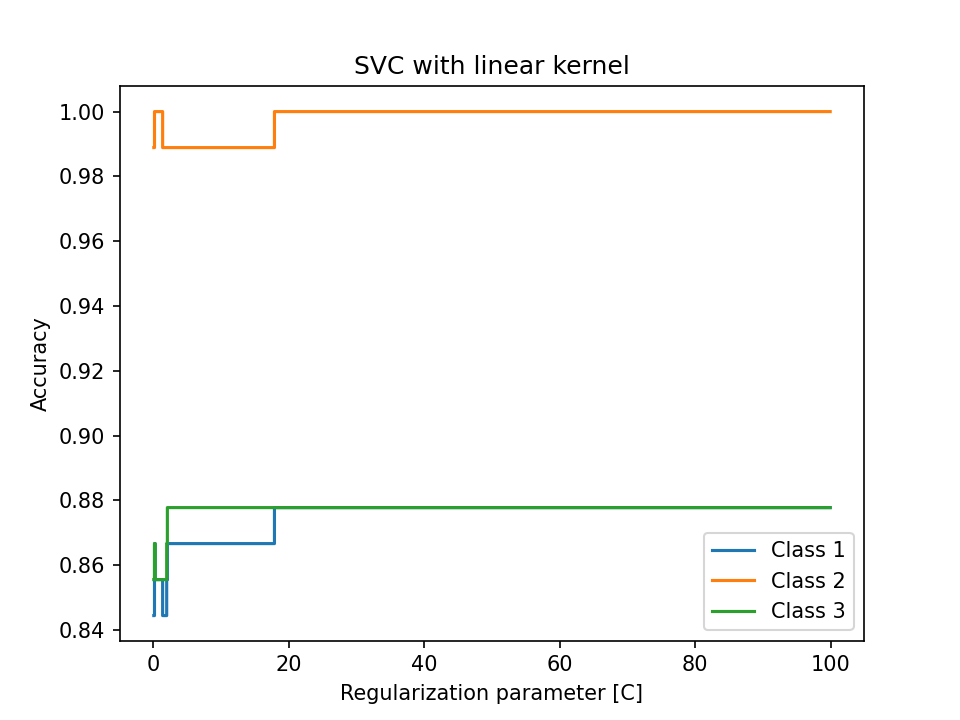 SVC with linear kernel
Accuracy
1.00
0.98
0.96
0.94
0.92
0.90
0.88
0.86
0.84
Class 1
Class 2
Class 3
0 20 40 60 80 100
Regularization parameter [C]